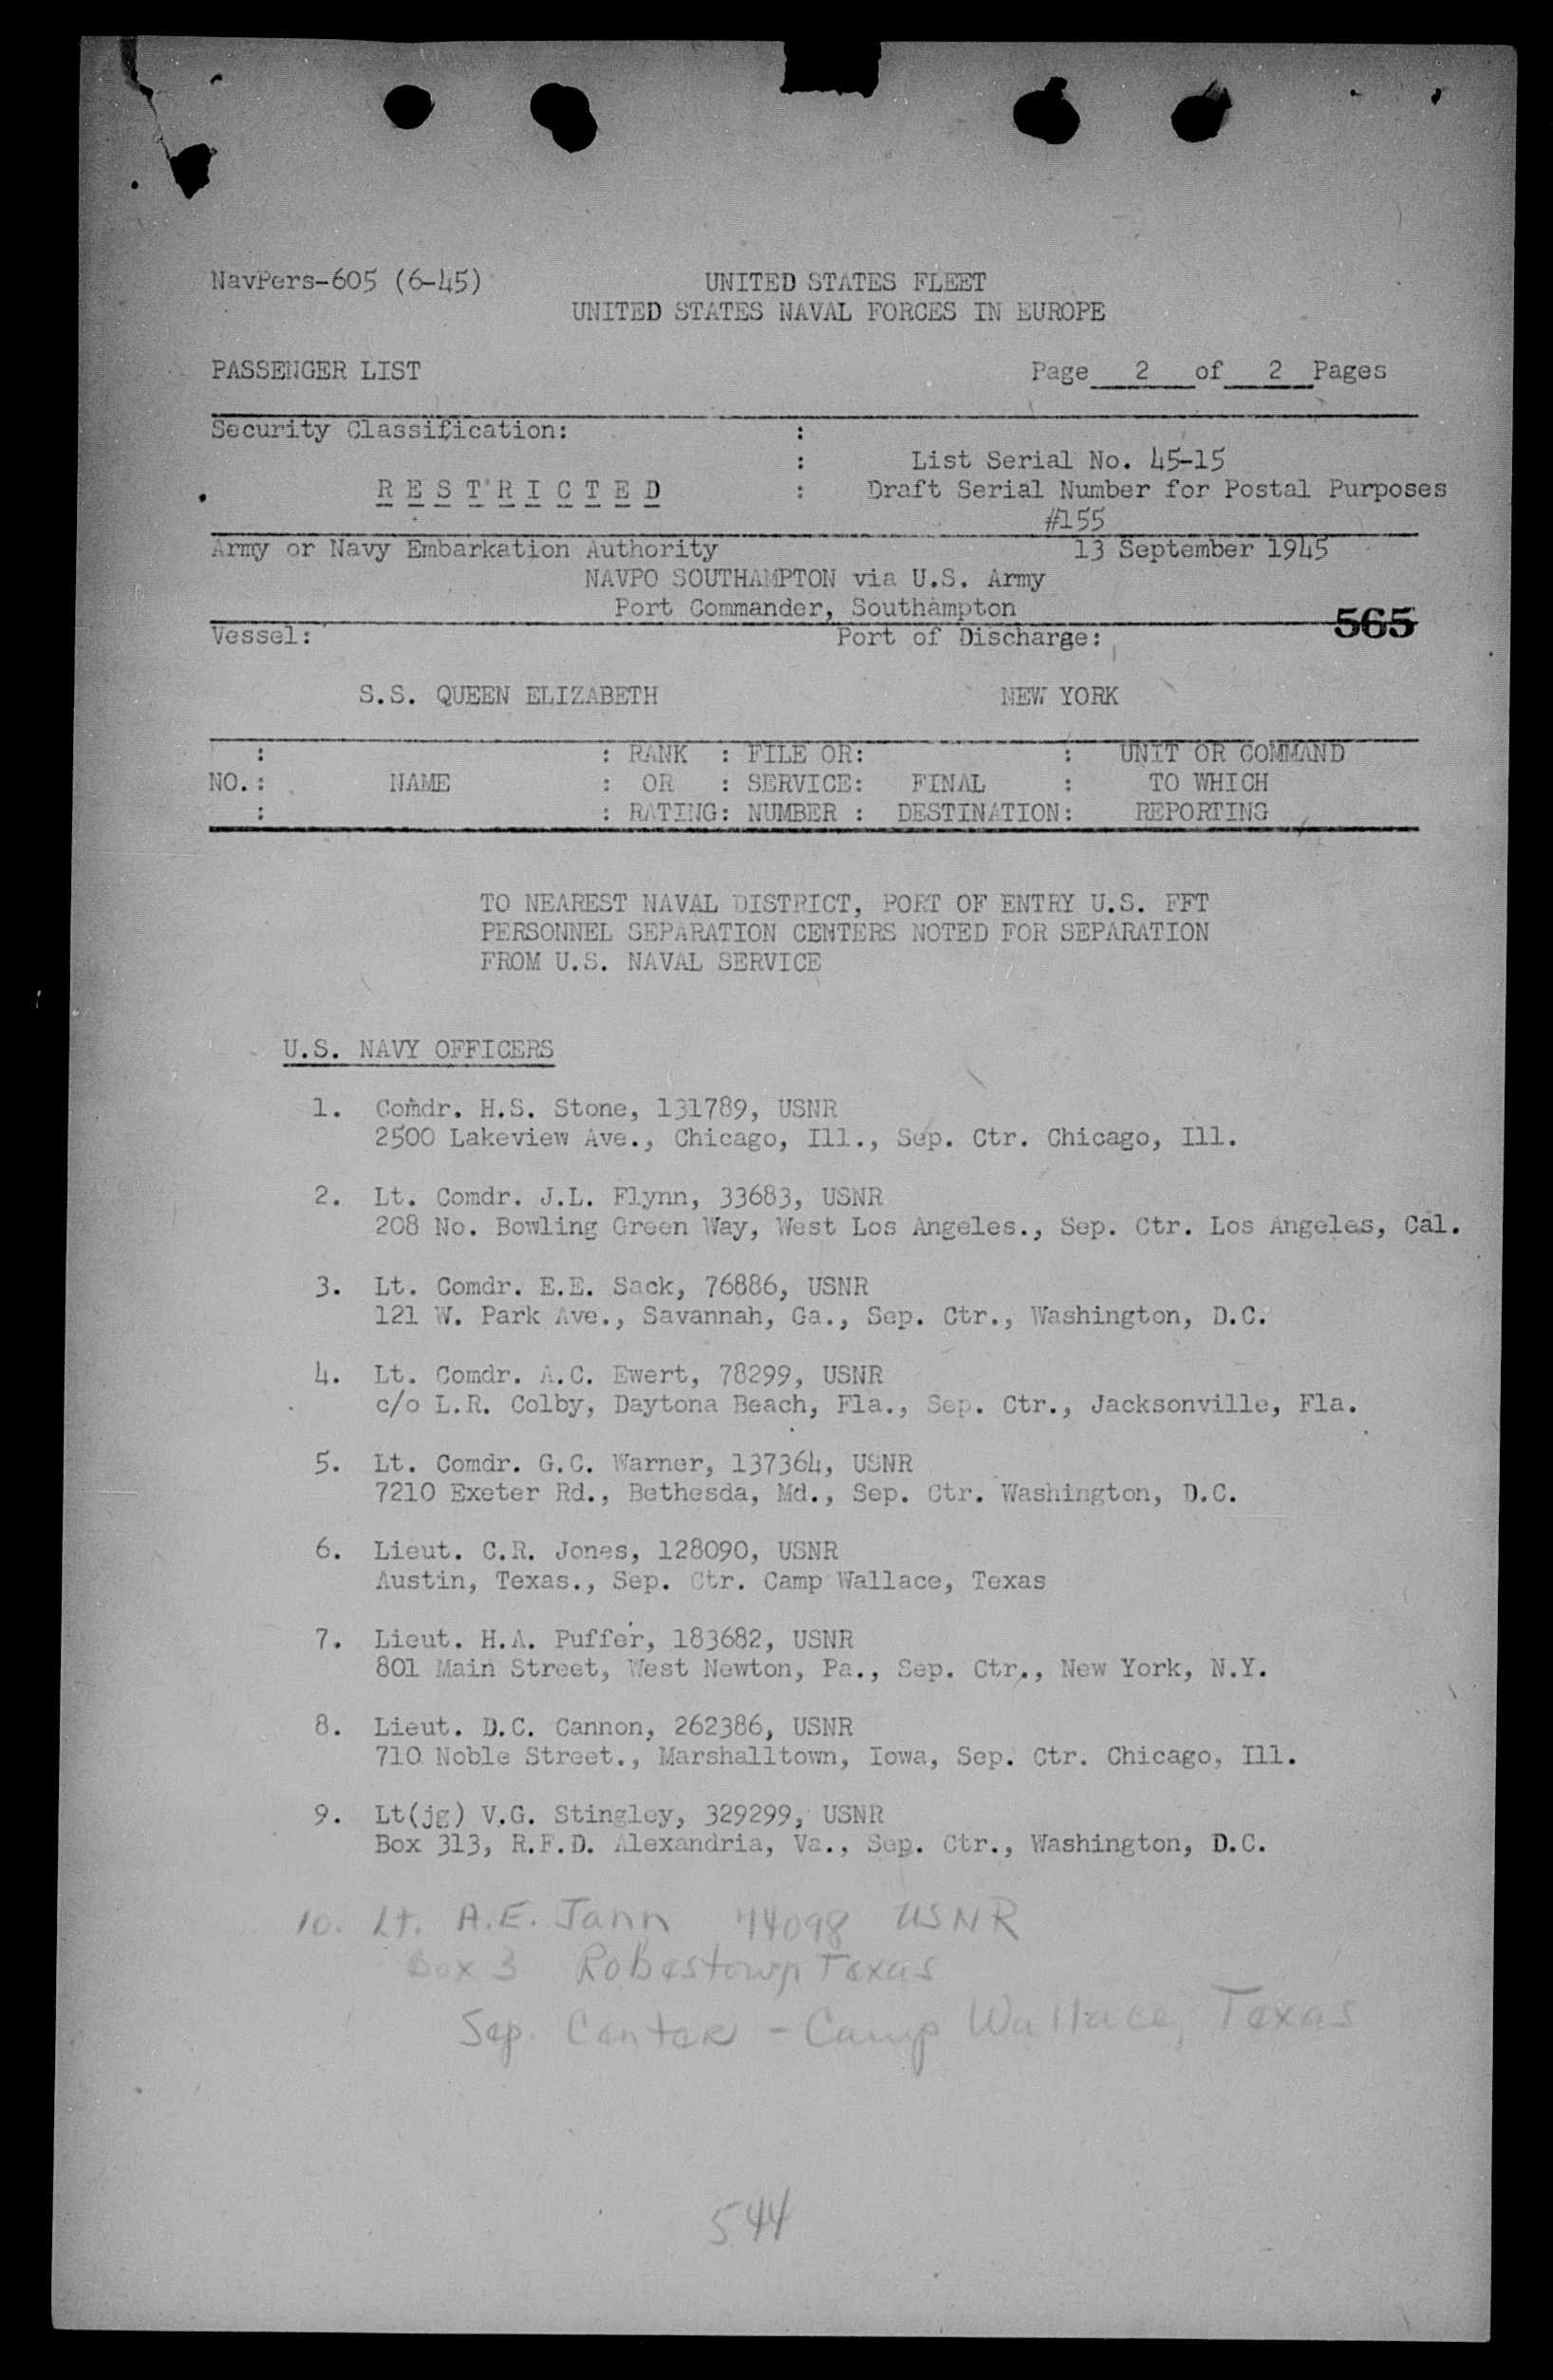 NavPers-605 (6-45) UNITED STATES FLEET
UNITED STATES NAVAL FORCES IN EUROPE
PASSENGER LIST Page 2 of 2 Pages
Security Classification: :
: List Serial No. 45-15
R E S T R I C T E D : Draft Serial Number for Postal Purposes
#155
Army or Navy Embarkation Authority 13 September 1945
NAVPO SOUTHAMPTON via U.S. Army
Port Commander, Southampton
565
Vessel: Port of Discharge:
S.S. QUEEN ELIZABETH NEW YORK
: : RANK : FILE OR: : UNIT OR COMMAND
NO. : NAME : OR : SERVICE: FINAL : TO WHICH
: : RATING: NUMBER : DESTINATION: REPORTING
TO NEAREST NAVAL DISTRICT, PORT OF ENTRY U.S. FFT
PERSONNEL SEPARATION CENTERS NOTED FOR SEPARATION
FROM U.S. NAVAL SERVICE
U.S. NAVY OFFICERS
1. Comdr. H.S. Stone, 131789, USNR
2500 Lakeview Ave., Chicago, Ill., Sep. Ctr. Chicago, Ill.
2. Lt. Comdr. J.L. Flynn, 33683, USNR
208 No. Bowling Green Way, West Los Angeles., Sep. Ctr. Los Angeles, Cal.
3. Lt. Comdr. E.E. Sack, 76886, USNR
121 W. Park Ave., Savannah, Ga., Sep. Ctr., Washington, D.C.
4. Lt. Comdr. A.C. Ewert, 78299, USNR
c/o L.R. Colby, Daytona Beach, Fla., Sep. Ctr., Jacksonville, Fla.
5. Lt. Comdr. G.C. Warner, 137364, USNR
7210 Exeter Rd., Bethesda, Md., Sep. Ctr. Washington, D.C.
6. Lieut. C.R. Jones, 128090, USNR
Austin, Texas., Sep. Ctr. Camp Wallace, Texas
7. Lieut. H.A. Puffer, 183682, USNR
801 Main Street, West Newton, Pa., Sep. Ctr., New York, N.Y.
8. Lieut. D.C. Cannon, 262386, USNR
710 Noble Street., Marshalltown, Iowa, Sep. Ctr. Chicago, Ill.
9. Lt(jg) V.G. Stingley, 329299, USNR
Box 313, R.F.D. Alexandria, Va., Sep. Ctr., Washington, D.C.
10. Lt. A.E. Jann USNR
Box 3 Robestown Texas
Sep. Center - Camp Wallace, Texas
544